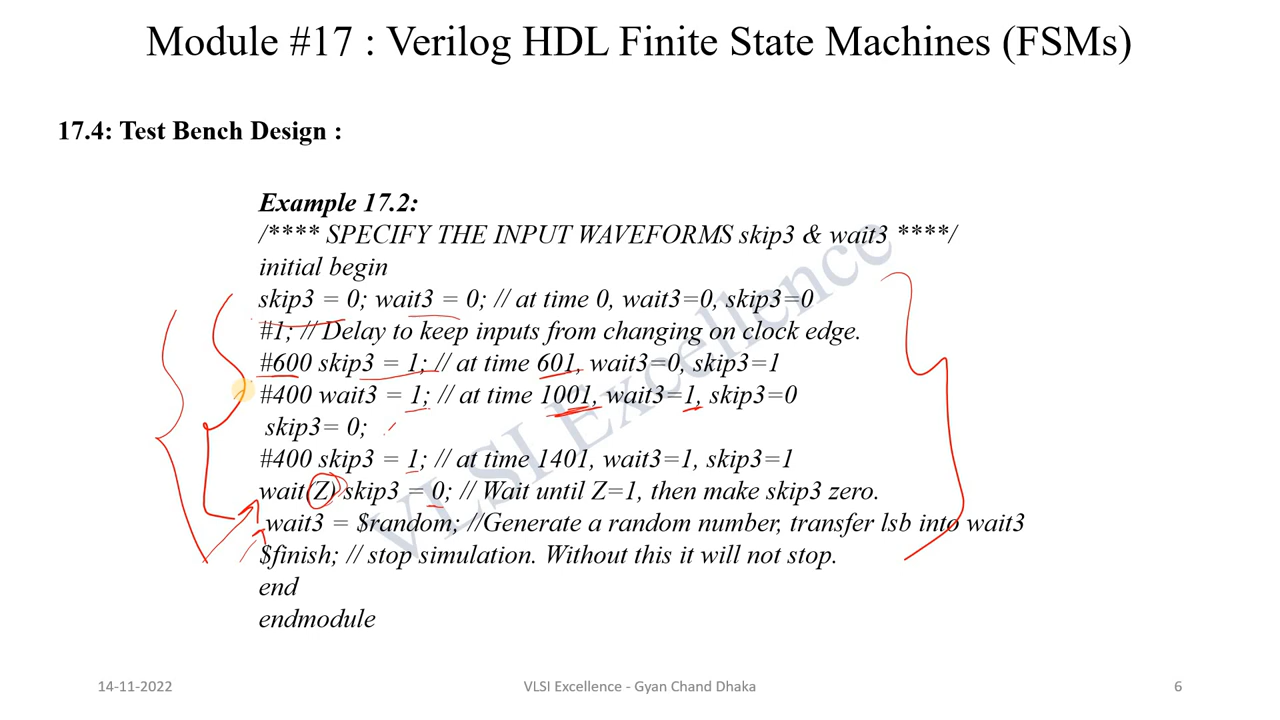 Module #17 : Verilog HDL Finite State Machines (FSMs)
17.4: Test Bench Design :
Example 17.2:
/**** SPECIFY THE INPUT WAVEFORMS skip3 & wait3 ****/
initial begin
skip3 = 0; wait3 = 0; // at time 0, wait3=0, skip3=0
#1; // Delay to keep inputs from changing on clock edge.
#600 skip3 = 1; // at time 601, wait3=0, skip3=1
#400 wait3 = 1; // at time 1001, wait3=1, skip3=0
skip3= 0;
#400 skip3 = 1; // at time 1401, wait3=1, skip3=1
wait(Z) skip3 = 0; // Wait until Z=1, then make skip3 zero.
wait3 = $random; //Generate a random number, transfer lsb into wait3
$finish; // stop simulation. Without this it will not stop.
end
endmodule
VLSI Excellence
14-11-2022
VLSI Excellence - Gyan Chand Dhaka
6